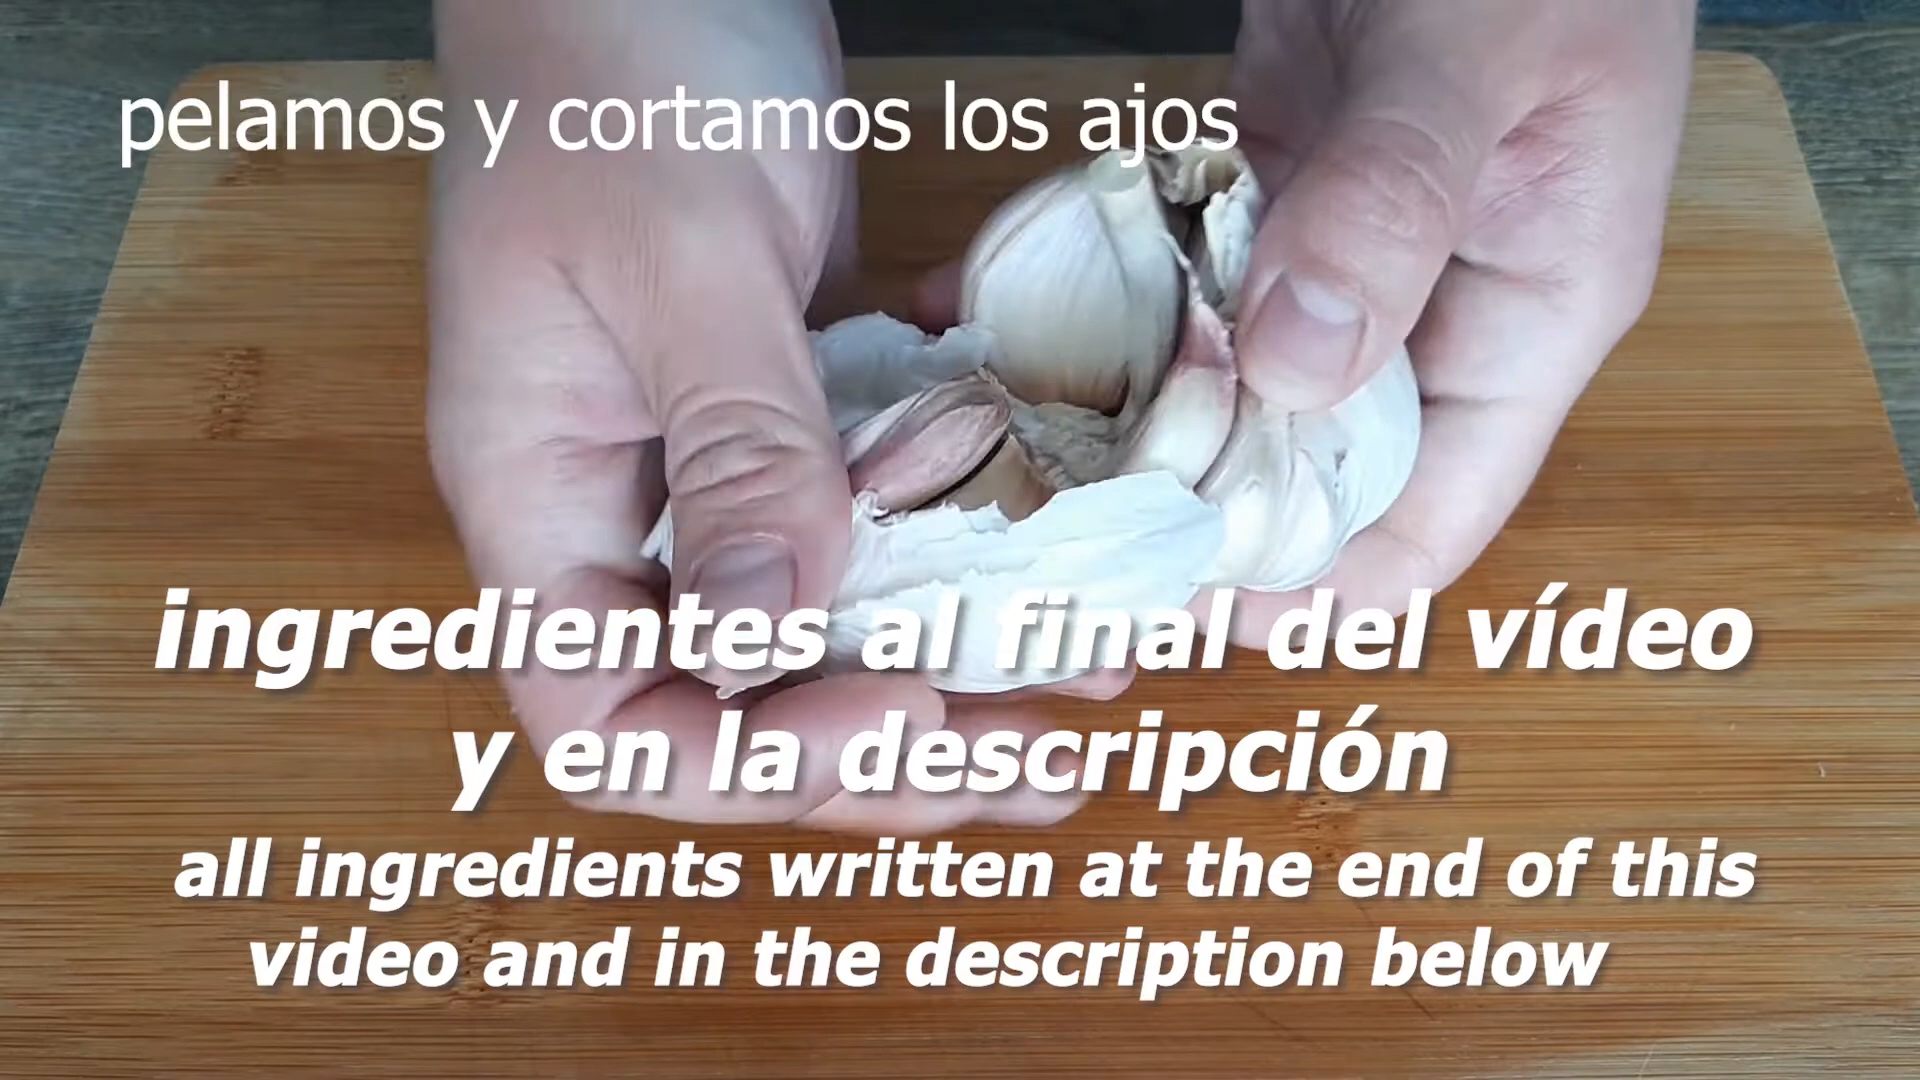 pelamos y cortamos los ajos
ingredientes al final del vídeo
y en la descripción
all ingredients written at the end of this
video and in the description below